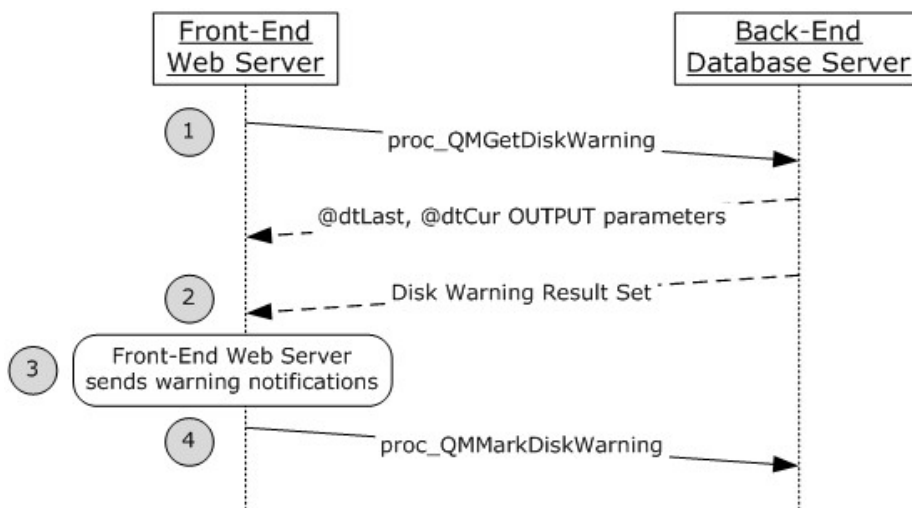 Front-End
Web Server
Back-End
Database Server
1
proc_QMGetDiskWarning
@dtLast, @dtCur OUTPUT parameters
2
Disk Warning Result Set
3
Front-End Web Server
sends warning notifications
4
proc_QMMarkDiskWarning